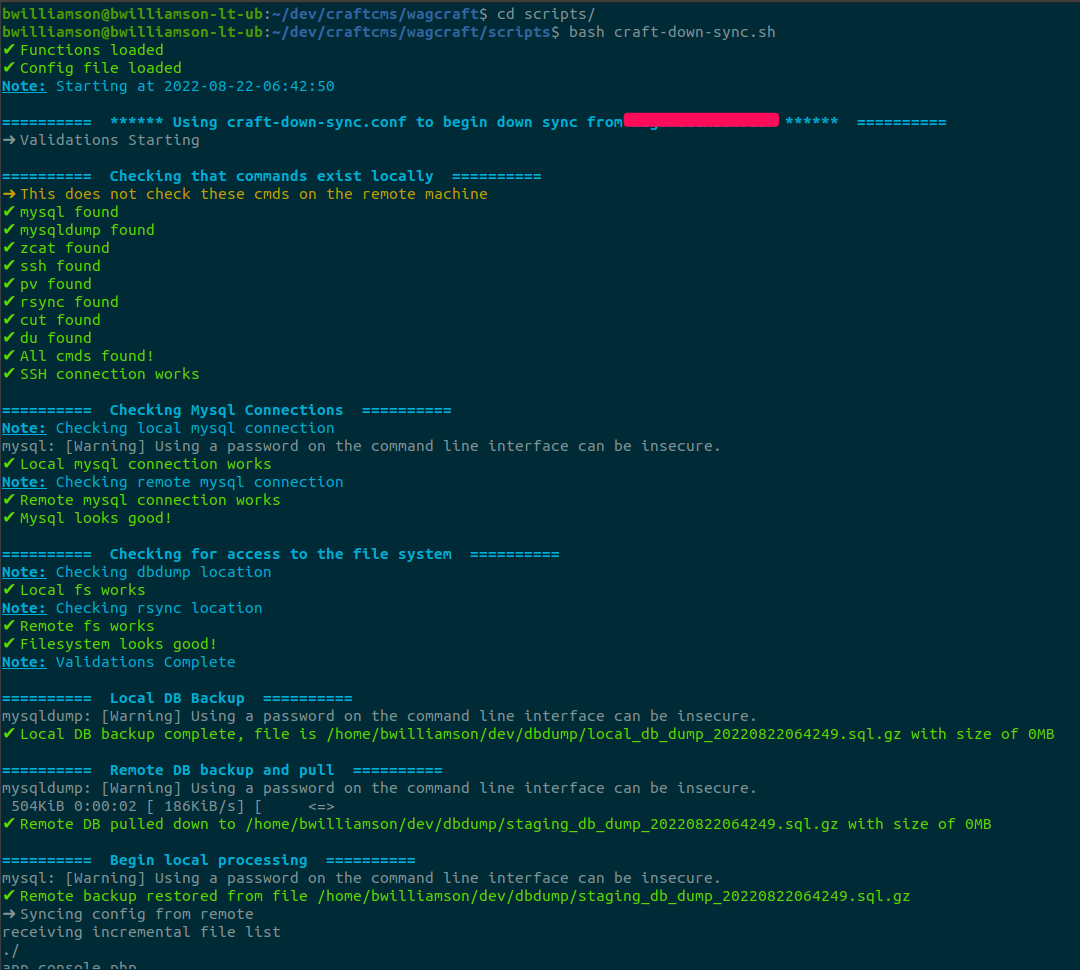 bwilliamson@bwilliamson-lt-ub:~/dev/craftcms/wagcraft$ cd scripts/
bwilliamson@bwilliamson-lt-ub:~/dev/craftcms/wagcraft/scripts$ bash craft-down-sync.sh
✔ Functions loaded
✔ Config file loaded
Note: Starting at 2022-08-22-06:42:50
========== ****** Using craft-down-sync.conf to begin down sync from ****** ==========
➜ Validations Starting
========== Checking that commands exist locally ==========
➜ This does not check these cmds on the remote machine
✔ mysql found
✔ mysqldump found
✔ zcat found
✔ ssh found
✔ pv found
✔ rsync found
✔ cut found
✔ du found
✔ All cmds found!
✔ SSH connection works
========== Checking Mysql Connections ==========
Note: Checking local mysql connection
mysql: [Warning] Using a password on the command line interface can be insecure.
✔ Local mysql connection works
Note: Checking remote mysql connection
✔ Remote mysql connection works
✔ Mysql looks good!
========== Checking for access to the file system ==========
Note: Checking dbdump location
✔ Local fs works
Note: Checking rsync location
✔ Remote fs works
✔ Filesystem looks good!
Note: Validations Complete
========== Local DB Backup ==========
mysqldump: [Warning] Using a password on the command line interface can be insecure.
✔ Local DB backup complete, file is /home/bwilliamson/dev/dbdump/local_db_dump_20220822064249.sql.gz with size of 0MB
========== Remote DB backup and pull ==========
mysqldump: [Warning] Using a password on the command line interface can be insecure.
504KiB 0:00:02 [ 186KiB/s] [ <=>
✔ Remote DB pulled down to /home/bwilliamson/dev/dbdump/staging_db_dump_20220822064249.sql.gz with size of 0MB
========== Begin local processing ==========
mysql: [Warning] Using a password on the command line interface can be insecure.
✔ Remote backup restored from file /home/bwilliamson/dev/dbdump/staging_db_dump_20220822064249.sql.gz
➜ Syncing config from remote
receiving incremental file list
./
app.console.php